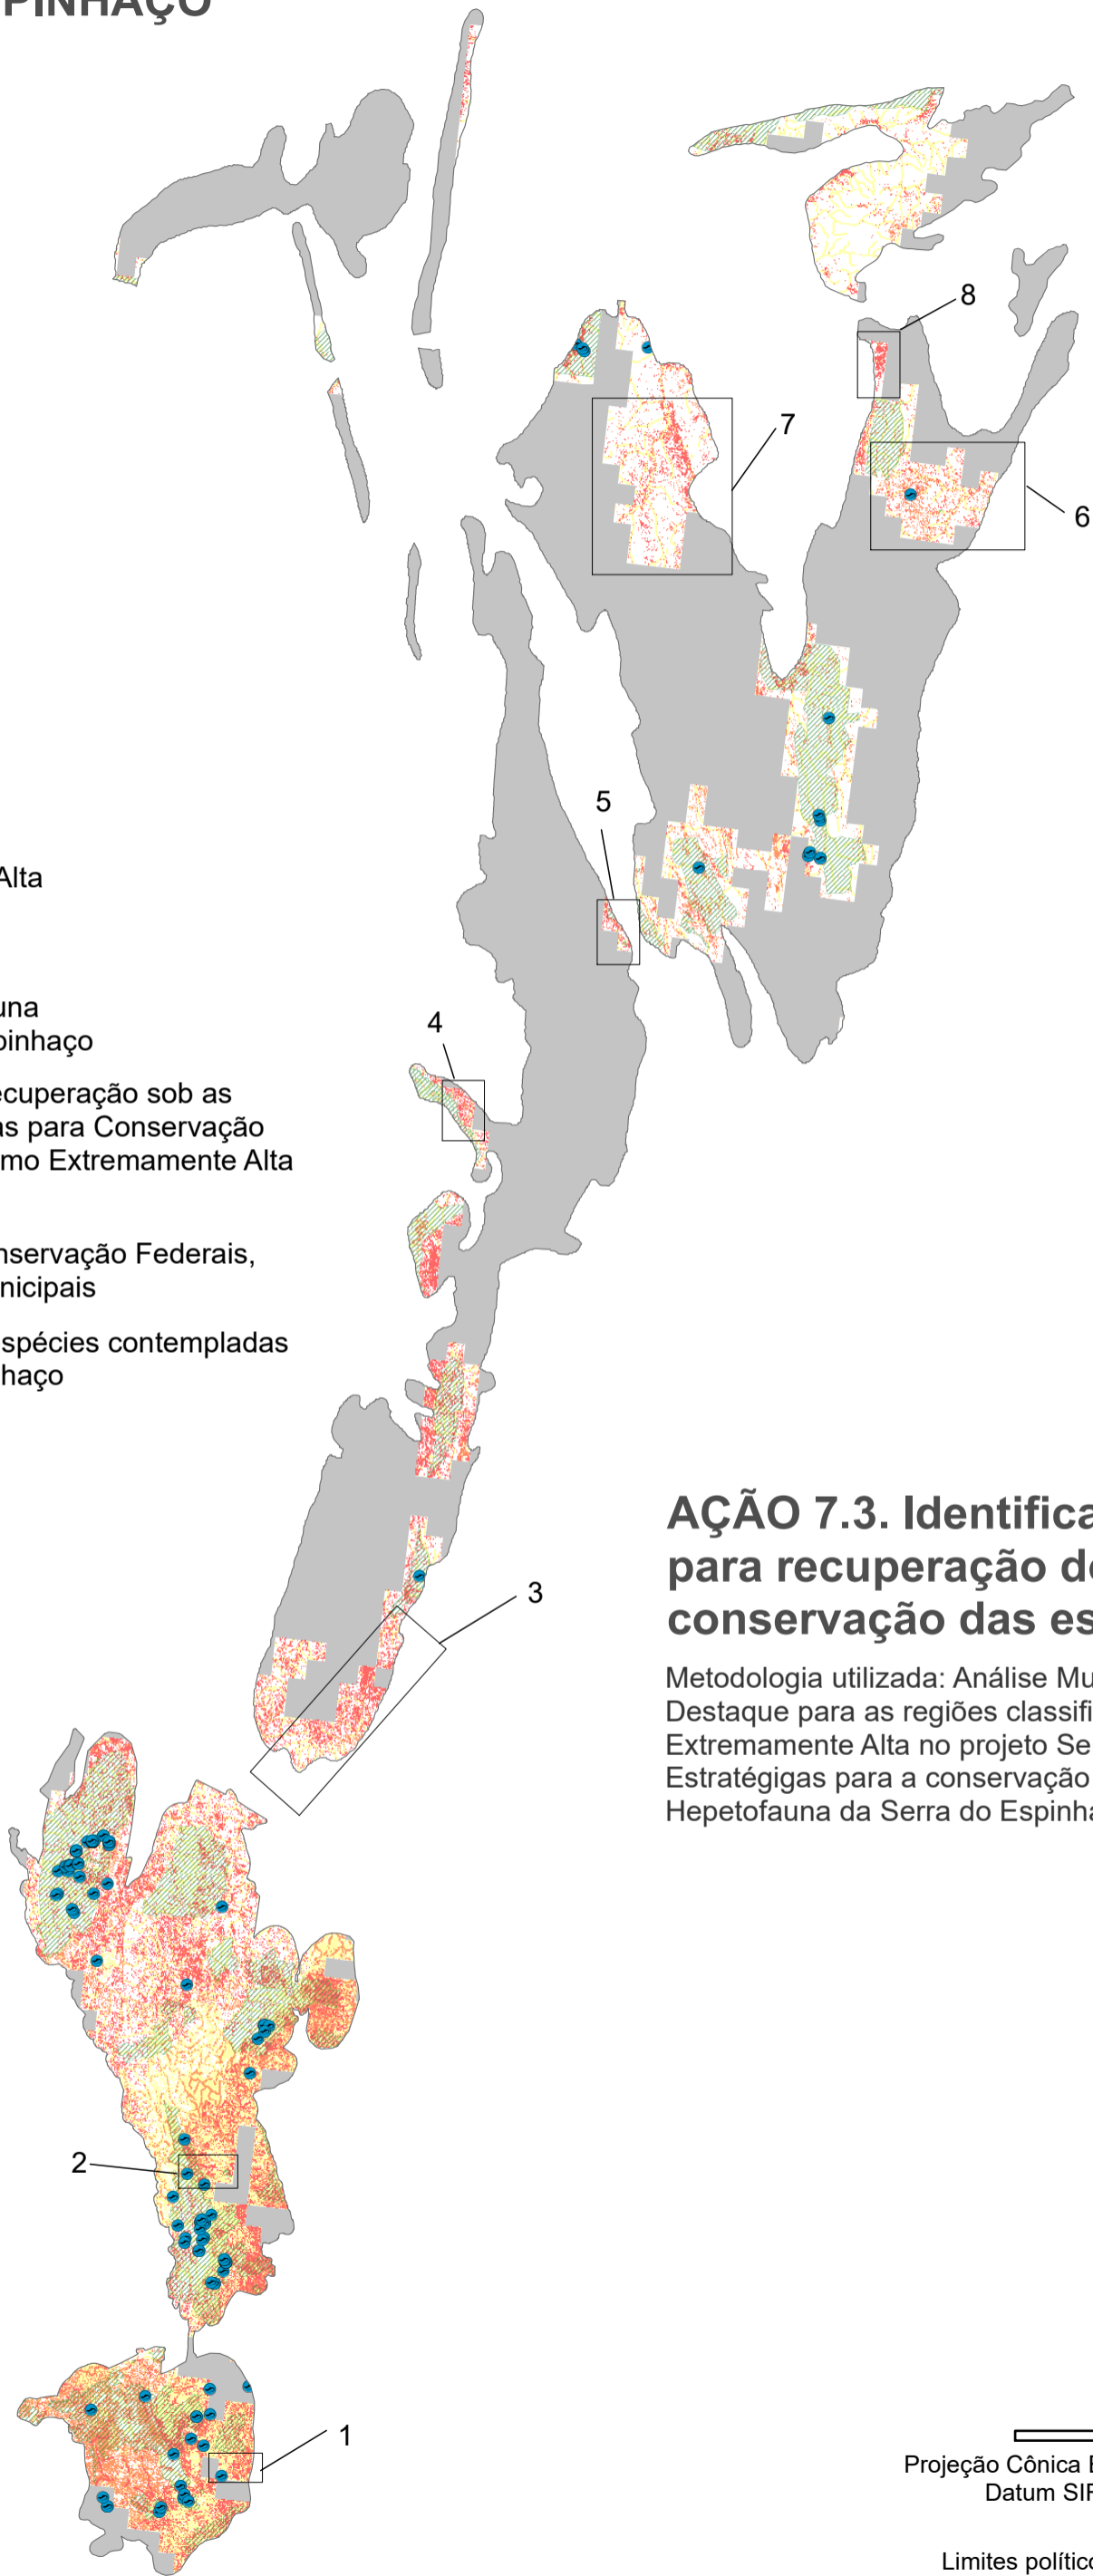 PINHAÇO
8
7
6
5
Alta
una
pinhaço
4
ecuperação sob as
as para Conservação
mo Extremamente Alta
nservação Federais,
nicipais
spécies contempladas
haço
AÇÃO 7.3. Identifica
para recuperação de
conservação das es
3
Metodologia utilizada: Análise Mu
Destaque para as regiões classifi
Extremamente Alta no projeto Se
Estratégigas para a conservação
Hepetofauna da Serra do Espinha
2
1
Projeção Cônica E
Datum SIR
Limites político